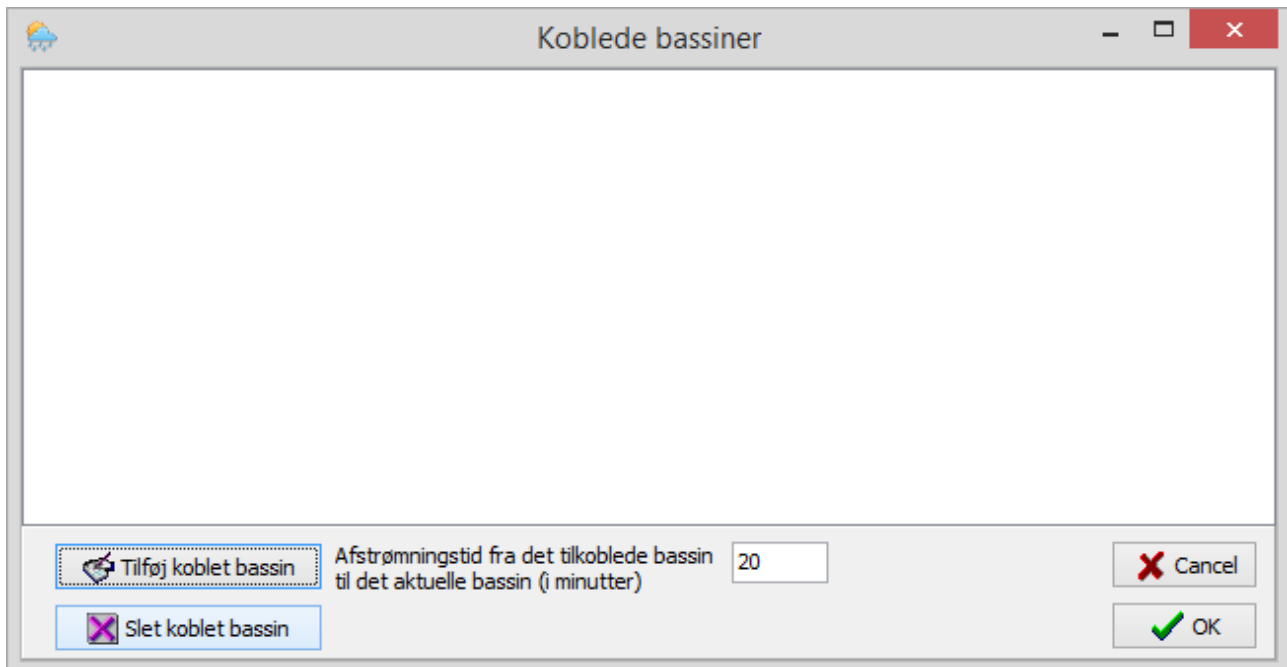 Koblede bassiner
Tilføj koblet bassin
Afstrømningstid fra det tilkoblede bassin
til det aktuelle bassin (i minutter)
20
Cancel
Slet koblet bassin
OK